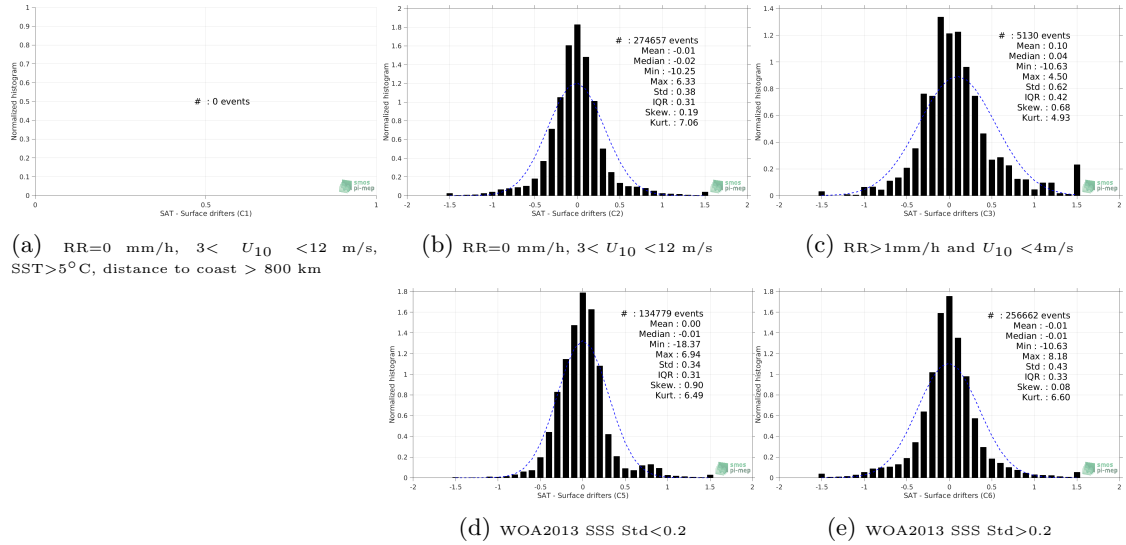 Normalized histogram
1
0.9
0.8
0.7
0.6
0.5
0.4
0.3
0.2
0.1
0
# : 0 events
smos
pi-mep
0 0.5 1
SAT - Surface drifters (C1)
(a) RR=0 mm/h, 3< U10 <12 m/s,
SST>5°C, distance to coast > 800 km
Normalized histogram
2
1.8
1.6
1.4
1.2
1
0.8
0.6
0.4
0.2
0
# : 274657 events
Mean : -0.01
Median : -0.02
Min : -10.25
Max : 6.33
Std : 0.38
IQR : 0.31
Skew. : 0.19
Kurt. : 7.06
smos
pi-mep
-2 -1.5 -1 -0.5 0 0.5 1 1.5 2
SAT - Surface drifters (C2)
(b) RR=0 mm/h, 3< U10 <12 m/s
Normalized histogram
1.4
1.2
1
0.8
0.6
0.4
0.2
0
# : 5130 events
Mean : 0.10
Median : 0.04
Min : -10.63
Max : 4.50
Std : 0.62
IQR : 0.42
Skew. : 0.68
Kurt. : 4.93
smos
pi-mep
-2 -1.5 -1 -0.5 0 0.5 1 1.5 2
SAT - Surface drifters (C3)
(c) RR>1mm/h and U10 <4m/s
Normalized histogram
1.8
1.6
1.4
1.2
1
0.8
0.6
0.4
0.2
0
# : 134779 events
Mean : 0.00
Median : -0.01
Min : -18.37
Max : 6.94
Std : 0.34
IQR : 0.31
Skew. : 0.90
Kurt. : 6.49
smos
pi-mep
-2 -1.5 -1 -0.5 0 0.5 1 1.5 2
SAT - Surface drifters (C5)
(d) WOA2013 SSS Std<0.2
Normalized histogram
1.8
1.6
1.4
1.2
1
0.8
0.6
0.4
0.2
0
# : 256662 events
Mean : -0.01
Median : -0.01
Min : -10.63
Max : 8.18
Std : 0.43
IQR : 0.33
Skew. : 0.08
Kurt. : 6.60
smos
pi-mep
-2 -1.5 -1 -0.5 0 0.5 1 1.5 2
SAT - Surface drifters (C6)
(e) WOA2013 SSS Std>0.2